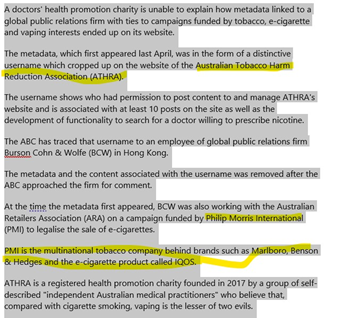 A doctors' health promotion charity is unable to explain how metadata linked to a
global public relations firm with ties to campaigns funded by tobacco, e-cigarette
and vaping interests ended up on its website.
The metadata, which first appeared last April, was in the form of a distinctive
username which cropped up on the website of the Australian Tobacco Harm
Reduction Association (ATHRA).
The username shows who had permission to post content to and manage ATHRA's
website and is associated with at least 10 posts on the site as well as the
development of functionality to search for a doctor willing to prescribe nicotine.
The ABC has traced that username to an employee of global public relations firm
Burson Cohn & Wolfe (BCW) in Hong Kong.
The metadata and the content associated with the username was removed after the
ABC approached the firm for comment.
At the time the metadata first appeared, BCW was also working with the Australian
Retailers Association (ARA) on a campaign funded by Philip Morris International
(PMI) to legalise the sale of e-cigarettes.
PMI is the multinational tobacco company behind brands such as Marlboro, Benson
& Hedges and the e-cigarette product called IQOS.
ATHRA is a registered health promotion charity founded in 2017 by a group of self-
described "independent Australian medical practitioners" who believe that,
compared with cigarette smoking, vaping is the lesser of two evils.